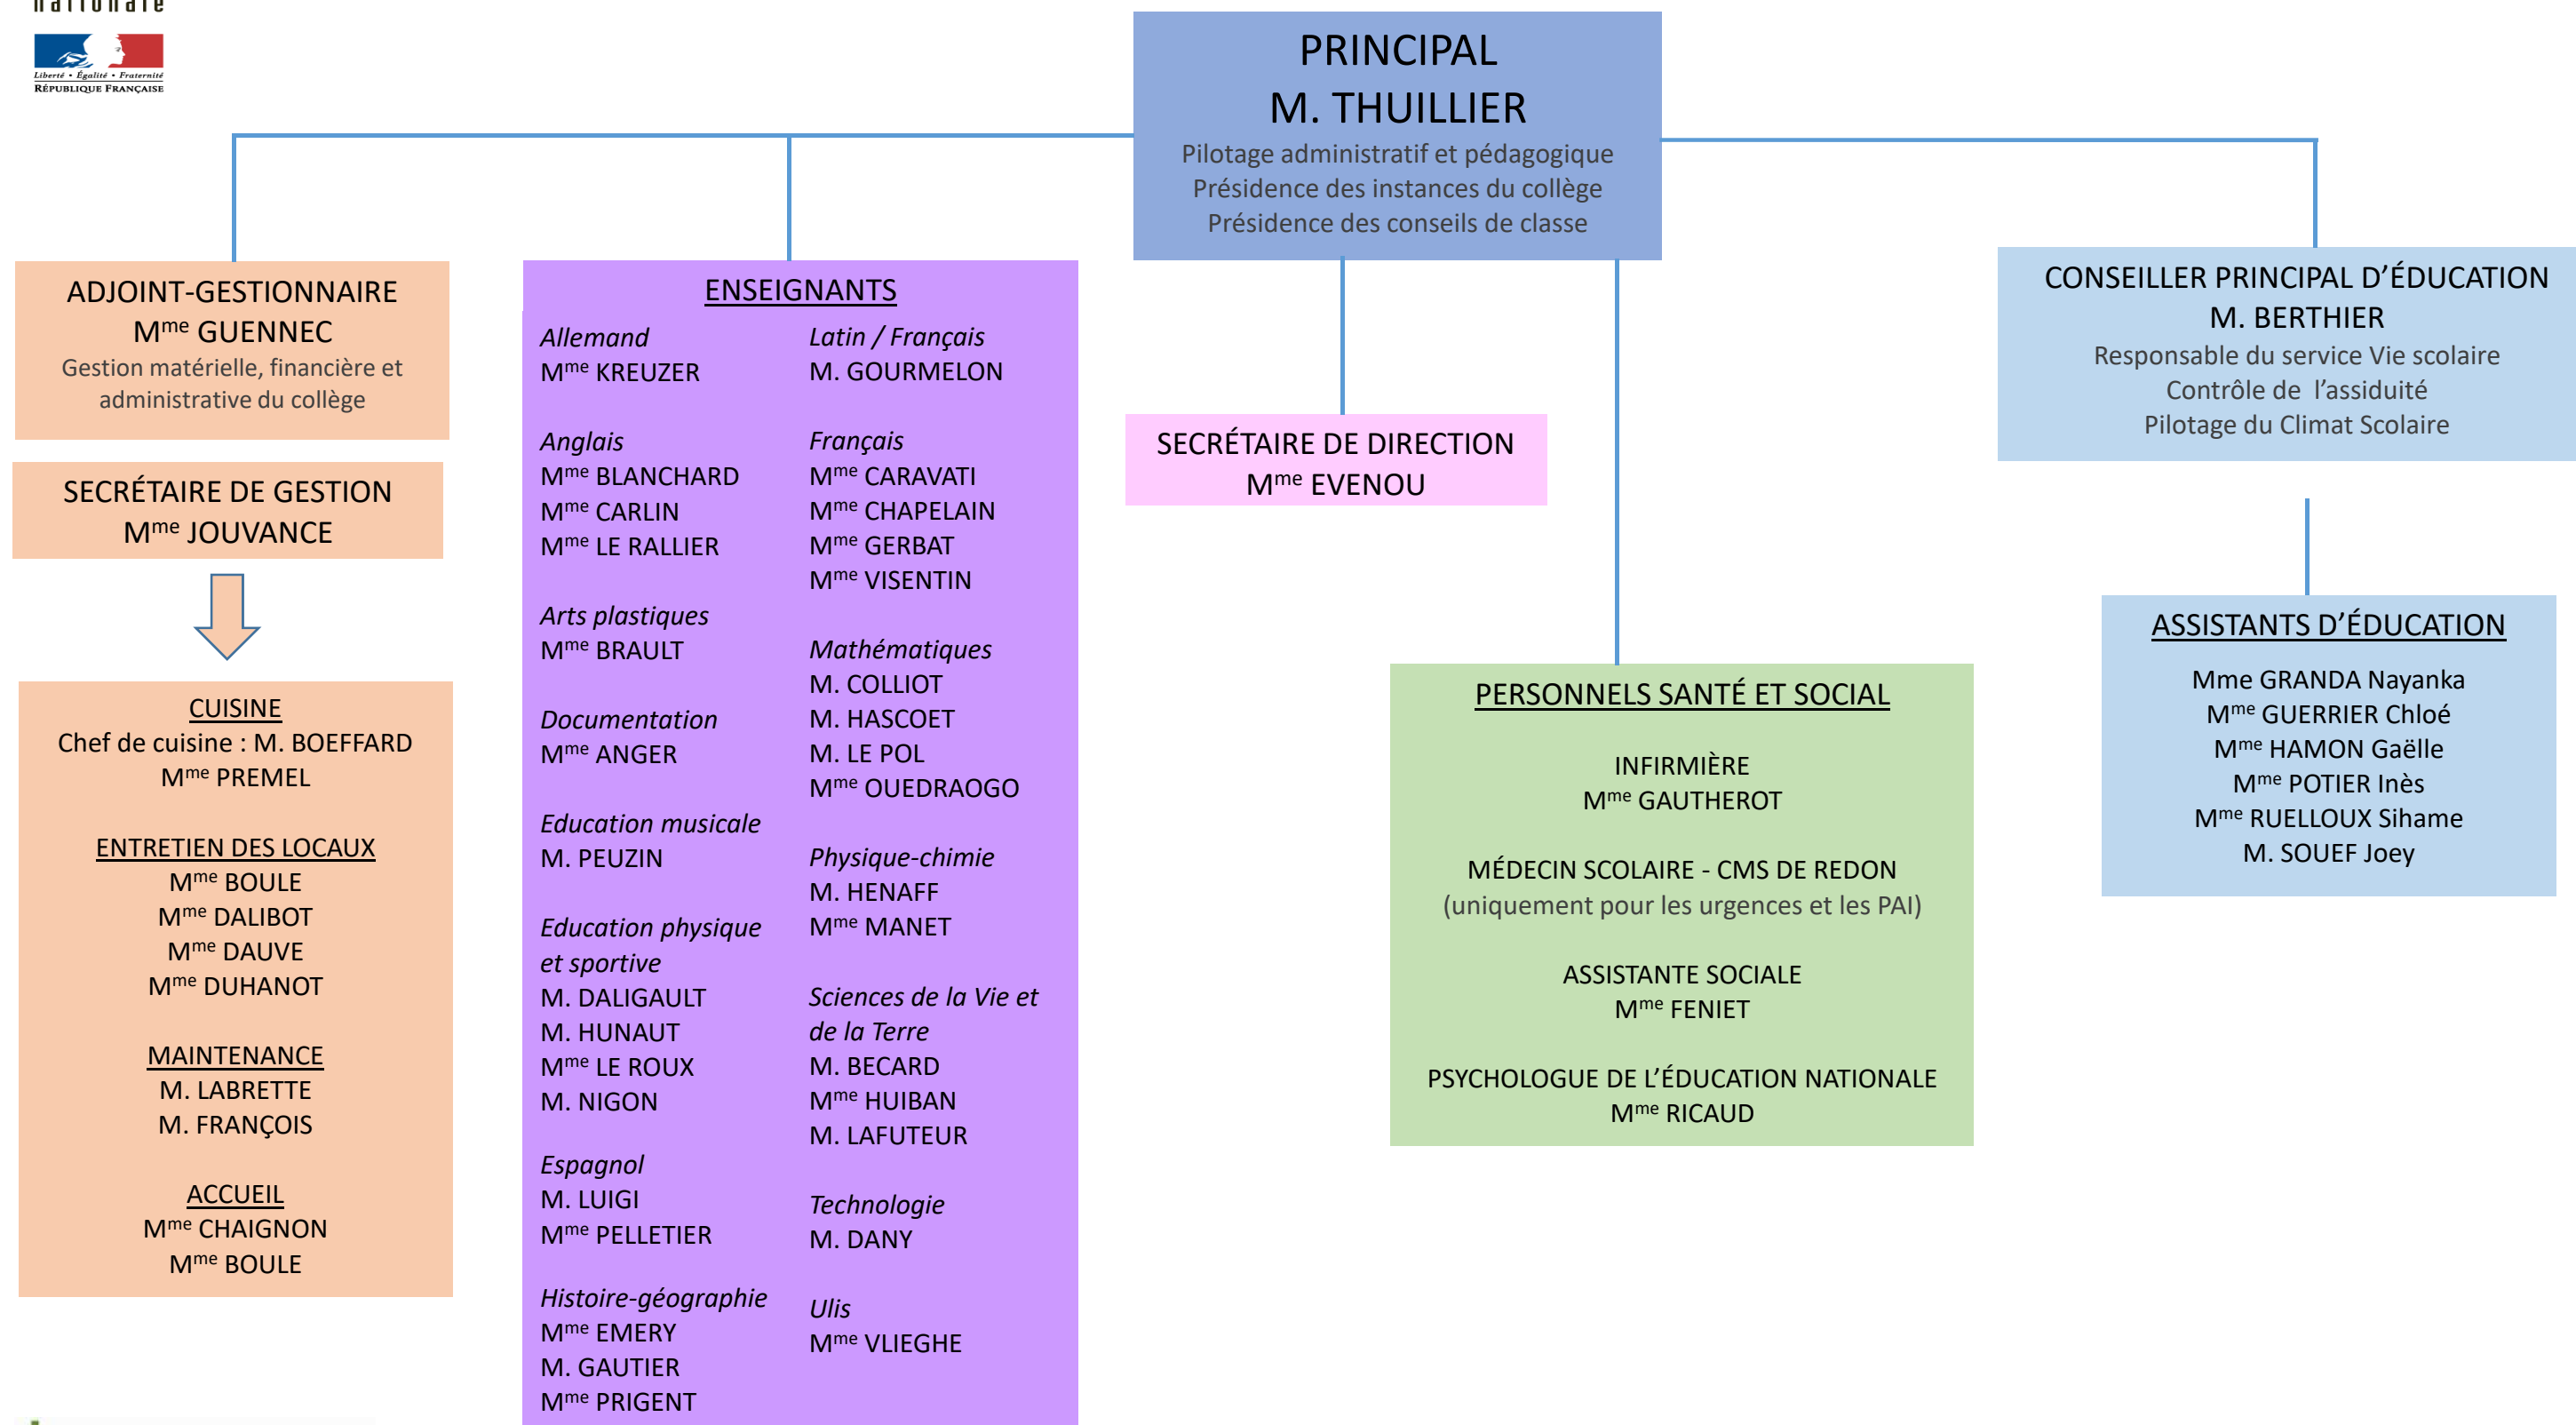 nationale
Liberté • Égalité • Fraternité
RÉPUBLIQUE FRANÇAISE
PRINCIPAL
M. THUILLIER
Pilotage administratif et pédagogique
Présidence des instances du collège
Présidence des conseils de classe
ADJOINT-GESTIONNAIRE
Mme GUENNEC
Gestion matérielle, financière et
administrative du collège
SECRÉTAIRE DE GESTION
Mme JOUVANCE
CUISINE
Chef de cuisine : M. BOEFFARD
Mme PREMEL
ENTRETIEN DES LOCAUX
Mme BOULE
Mme DALIBOT
Mme DAUVE
Mme DUHANOT
MAINTENANCE
M. LABRETTE
M. FRANÇOIS
ACCUEIL
Mme CHAIGNON
Mme BOULE
ENSEIGNANTS
Allemand
Mme KREUZER
Anglais
Mme BLANCHARD
Mme CARLIN
Mme LE RALLIER
Arts plastiques
Mme BRAULT
Documentation
Mme ANGER
Education musicale
M. PEUZIN
Education physique
et sportive
M. DALIGAULT
M. HUNAUT
Mme LE ROUX
M. NIGON
Espagnol
M. LUIGI
Mme PELLETIER
Histoire-géographie
Mme EMERY
M. GAUTIER
Mme PRIGENT
Latin / Français
M. GOURMELON
Français
Mme CARAVATI
Mme CHAPELAIN
Mme GERBAT
Mme VISENTIN
Mathématiques
M. COLLIOT
M. HASCOET
M. LE POL
Mme OUEDRAOGO
Physique-chimie
M. HENAFF
Mme MANET
Sciences de la Vie et
de la Terre
M. BECARD
Mme HUIBAN
M. LAFUTEUR
Technologie
M. DANY
Ulis
Mme VLIEGHE
SECRÉTAIRE DE DIRECTION
Mme EVENOU
PERSONNELS SANTÉ ET SOCIAL
INFIRMIÈRE
Mme GAUTHEROT
MÉDECIN SCOLAIRE - CMS DE REDON
(uniquement pour les urgences et les PAI)
ASSISTANTE SOCIALE
Mme FENIET
PSYCHOLOGUE DE L’ÉDUCATION NATIONALE
Mme RICAUD
CONSEILLER PRINCIPAL D’ÉDUCATION
M. BERTHIER
Responsable du service Vie scolaire
Contrôle de  l’assiduité
Pilotage du Climat Scolaire
ASSISTANTS D’ÉDUCATION
Mme GRANDA Nayanka
Mme GUERRIER Chloé
Mme HAMON Gaëlle
Mme POTIER Inès
Mme RUELLOUX Sihame
M. SOUEF Joey